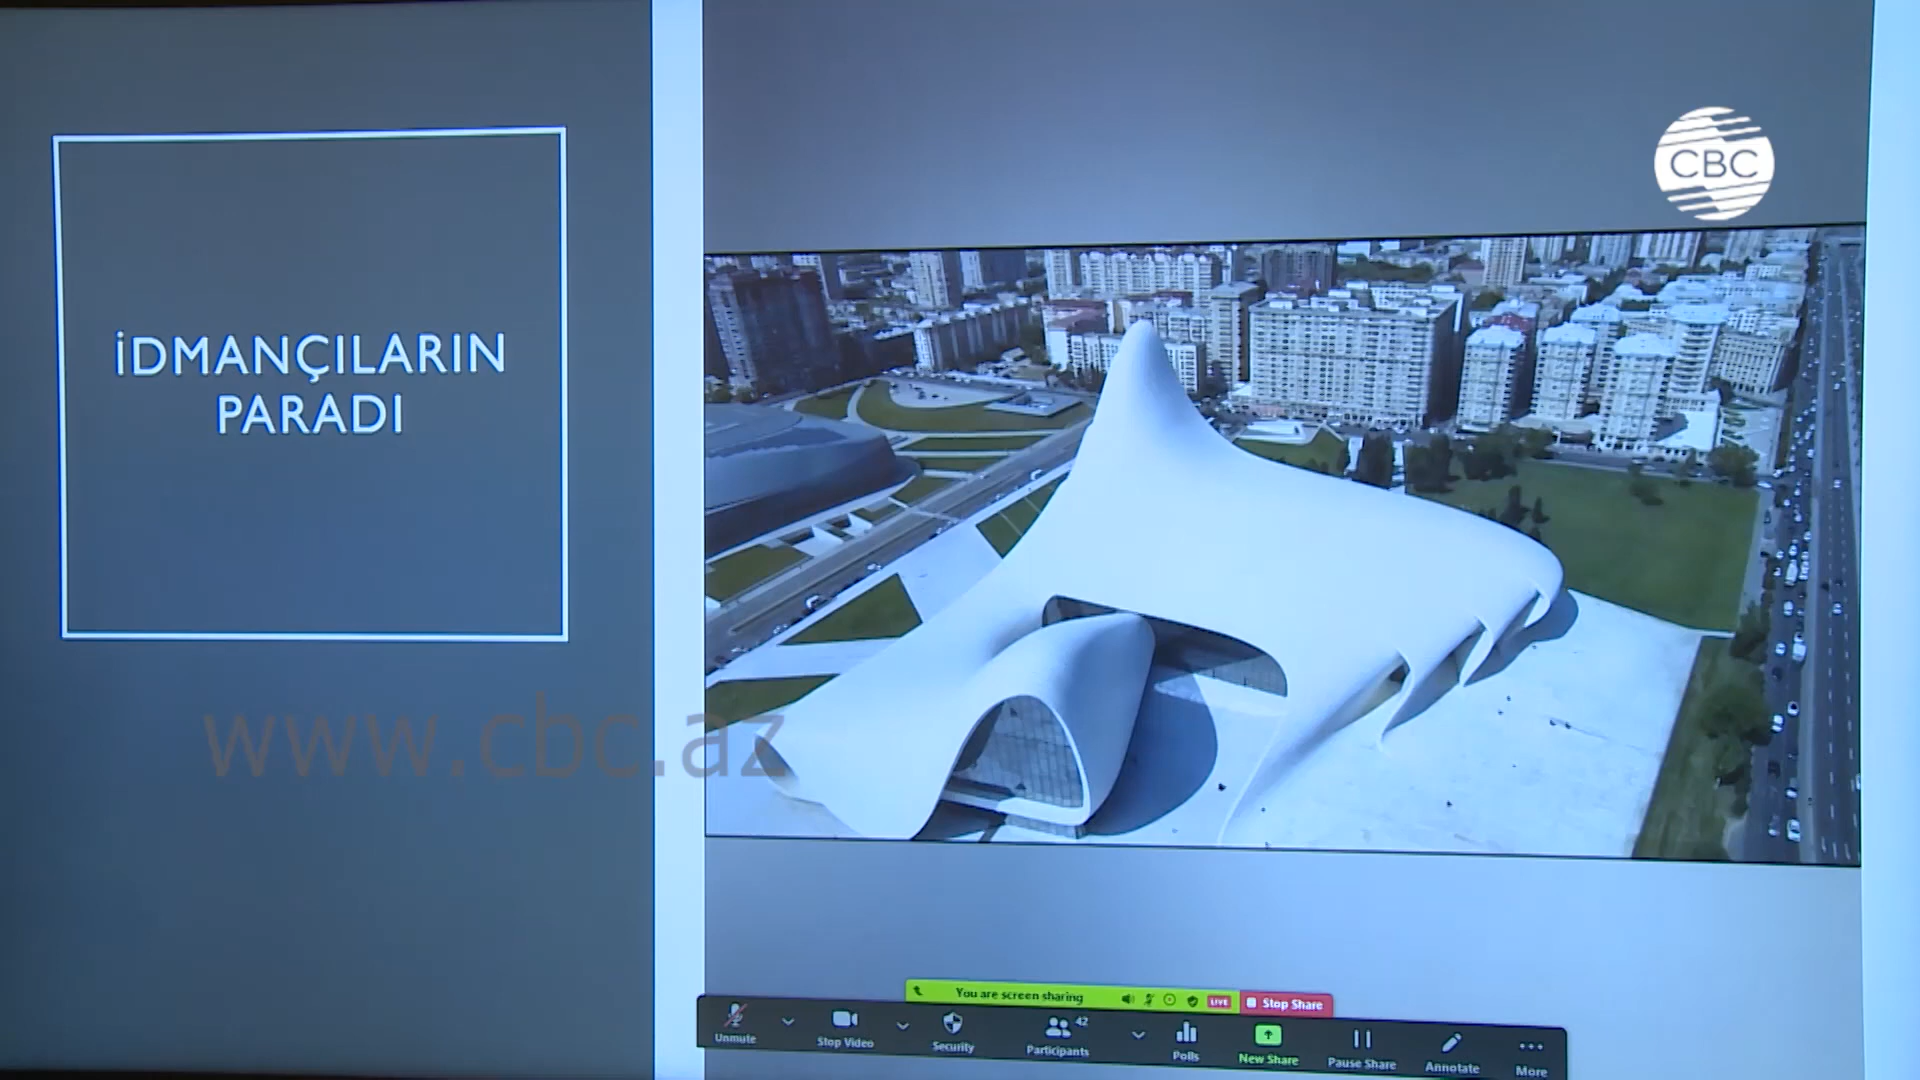 İDMANÇILARIN
PARADI
CBC
www.cbc.az
You are screen sharing
LIVE
Stop Share
Unmute
Stop Video
Security
Participants
42
Polls
New Share
Pause Share
Annotate
More